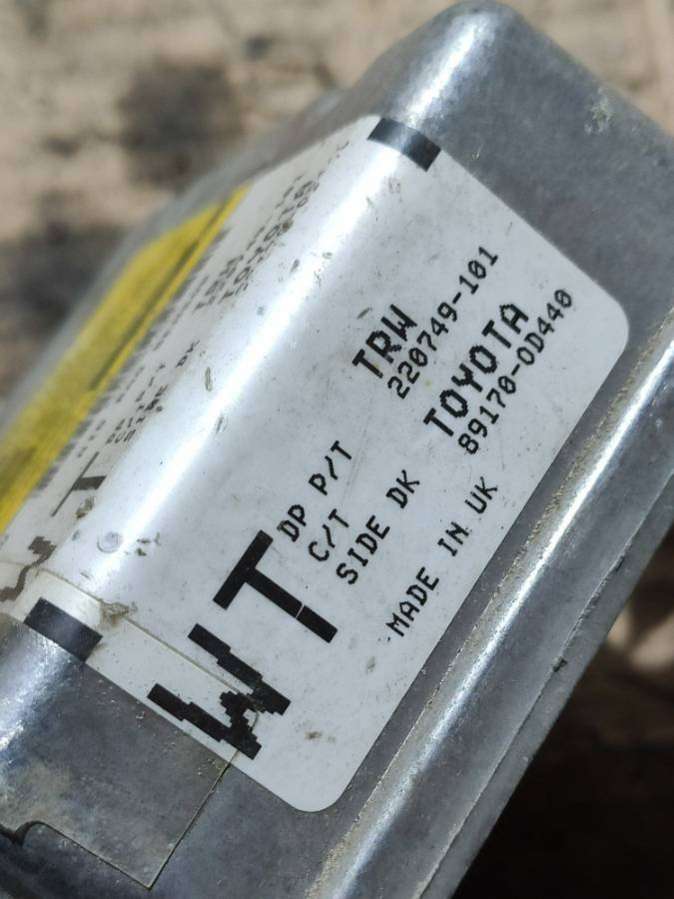 TRW
220749-101
TOYOTA
89170-0D440
WT
DP P/T
C/T
SIDE DK
MADE IN UK